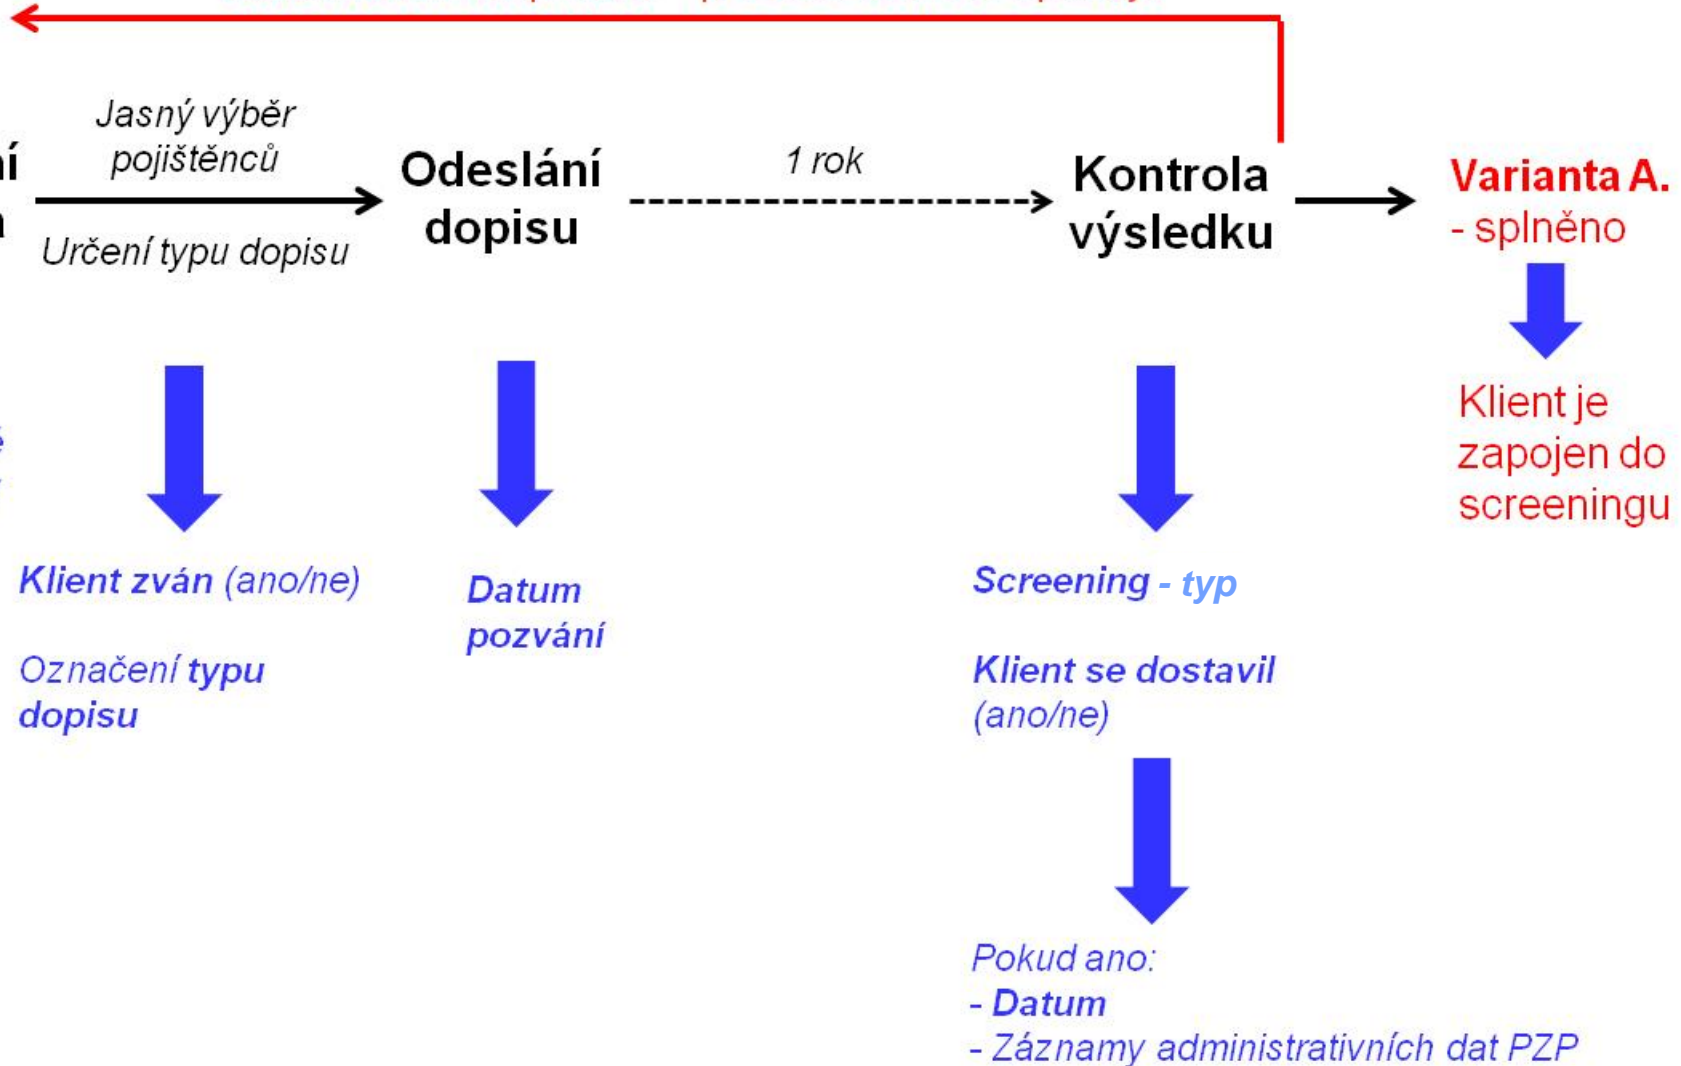 Jasný výběr
pojištěnců
Určení typu dopisu
Odeslání
dopisu
1 rok
Kontrola
výsledku
Varianta A.
- splněno
Klient je
zapojen do
screeningu
Klient zván (ano/ne)
Označení typu
dopisu
Datum
pozvání
Screening - typ
Klient se dostavil
(ano/ne)
Pokud ano:
- Datum
- Záznamy administrativních dat PZP